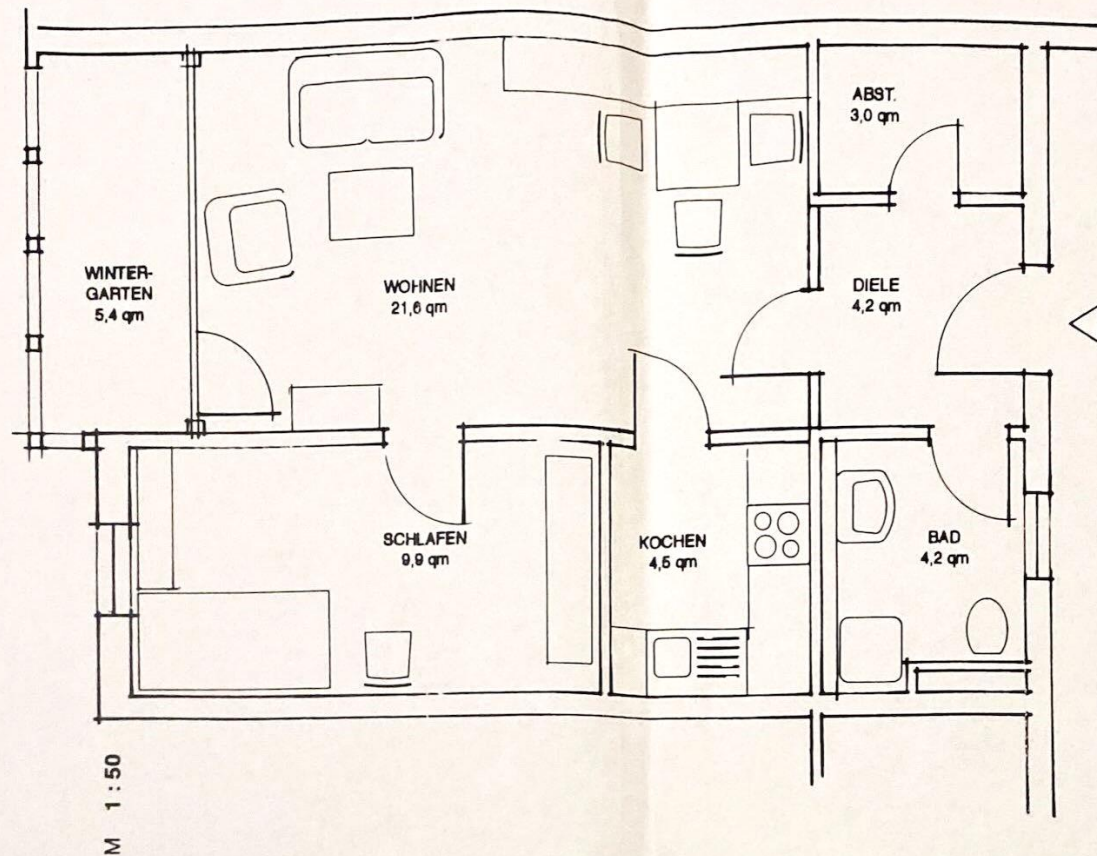 ABST.
3,0 qm
WINTER-
GARTEN
5,4 qm
WOHNEN
21,6 qm
DIELE
4,2 qm
SCHLAFEN
9,9 qm
KOCHEN
4,5 qm
BAD
4,2 qm
M 1:50